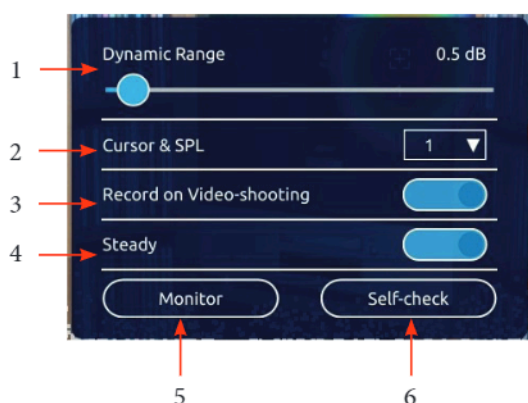 1 Dynamic Range 0.5 dB
2 Cursor & SPL 1 ▼
3 Record on Video-shooting
4 Steady
Monitor Self-check
5 6